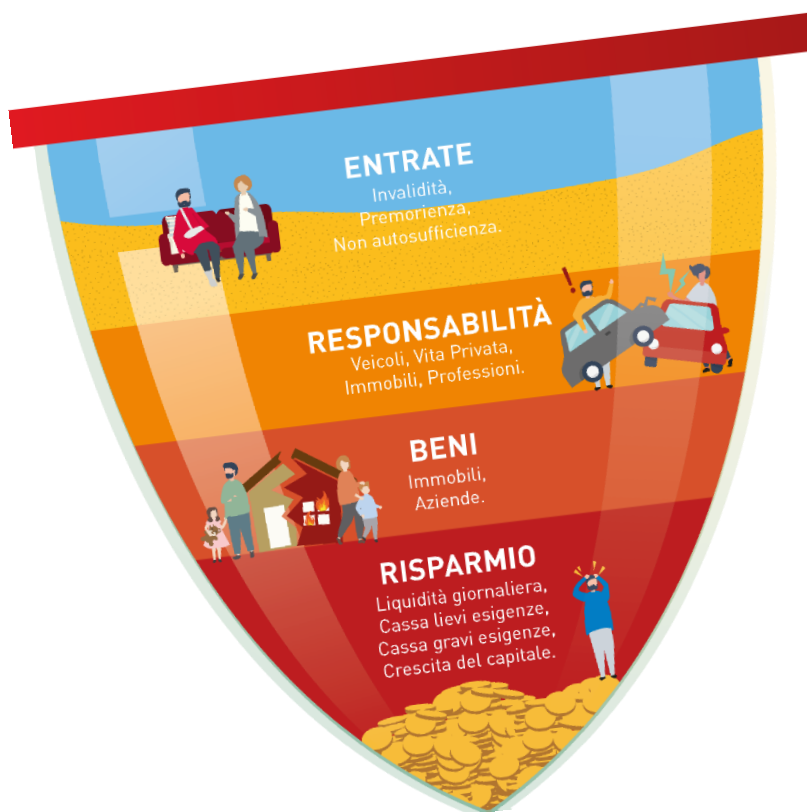 ENTRATE
Invalidità,
Premorienza,
Non autosufficienza.
RESPONSABILITÀ
Veicoli, Vita Privata,
Immobili, Professioni.
BENI
Immobili,
Aziende.
RISPARMIO
Liquidità giornaliera,
Cassa lievi esigenze,
Cassa gravi esigenze,
Crescita del capitale.